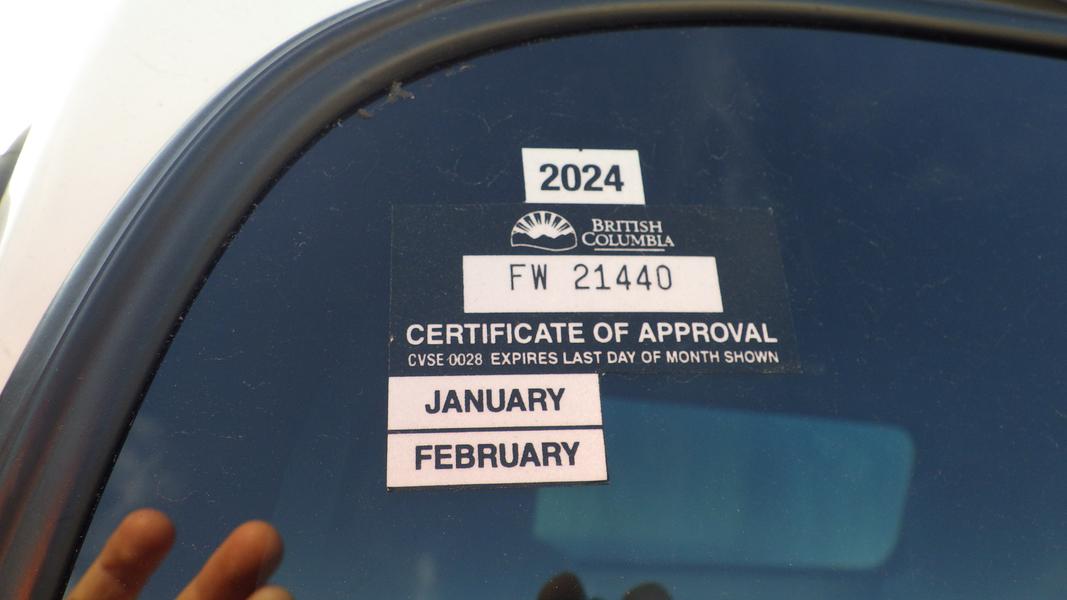 2024
BRITISH
COLUMBIA
FW 21440
CERTIFICATE OF APPROVAL
CVSE 0028 EXPIRES LAST DAY OF MONTH SHOWN
JANUARY
FEBRUARY